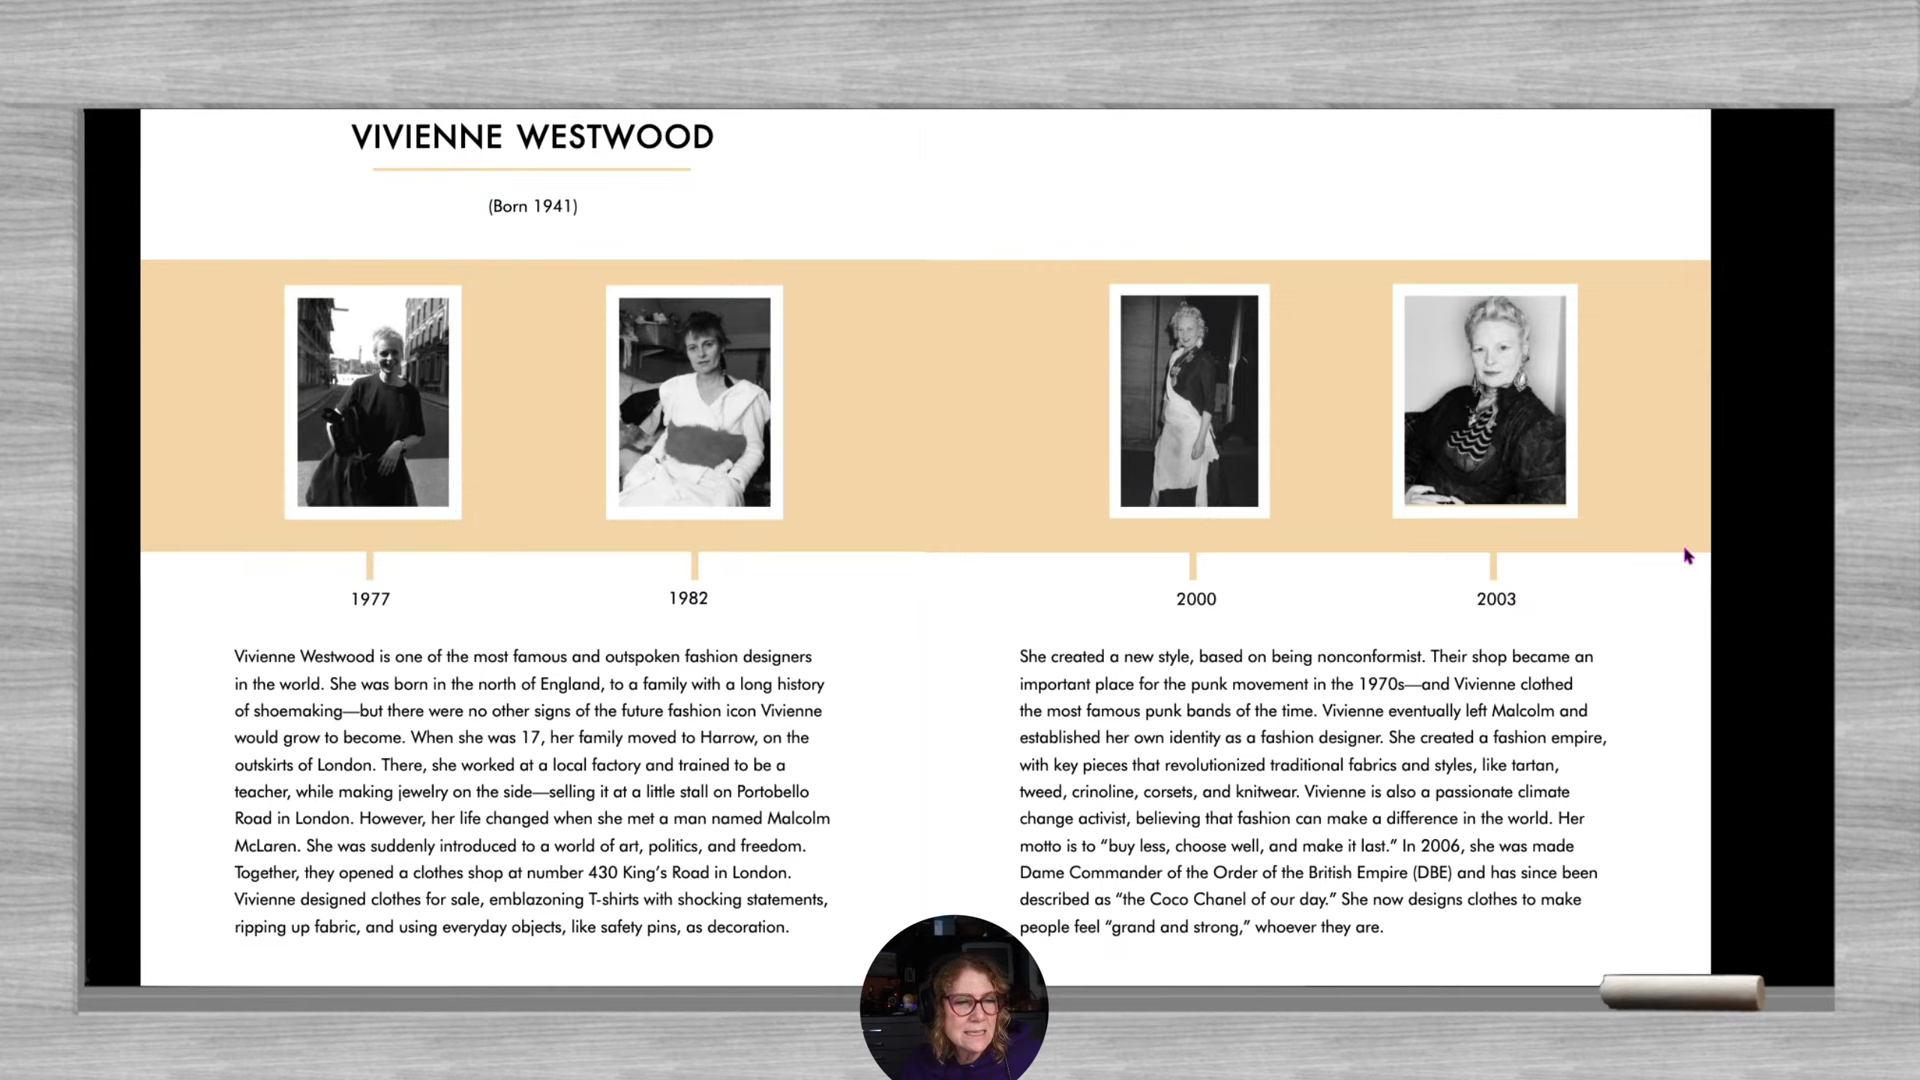 VIVIENNE WESTWOOD
(Born 1941)
1977
1982
2000
2003
Vivienne Westwood is one of the most famous and outspoken fashion designers
in the world. She was born in the north of England, to a family with a long history
of shoemaking—but there were no other signs of the future fashion icon Vivienne
would grow to become. When she was 17, her family moved to Harrow, on the
outskirts of London. There, she worked at a local factory and trained to be a
teacher, while making jewelry on the side—selling it at a little stall on Portobello
Road in London. However, her life changed when she met a man named Malcolm
McLaren. She was suddenly introduced to a world of art, politics, and freedom.
Together, they opened a clothes shop at number 430 King's Road in London.
Vivienne designed clothes for sale, emblazoning T-shirts with shocking statements,
ripping up fabric, and using everyday objects, like safety pins, as decoration.
She created a new style, based on being nonconformist. Their shop became an
important place for the punk movement in the 1970s—and Vivienne clothed
the most famous punk bands of the time. Vivienne eventually left Malcolm and
established her own identity as a fashion designer. She created a fashion empire,
with key pieces that revolutionized traditional fabrics and styles, like tartan,
tweed, crinoline, corsets, and knitwear. Vivienne is also a passionate climate
change activist, believing that fashion can make a difference in the world. Her
motto is to “buy less, choose well, and make it last.” In 2006, she was made
Dame Commander of the Order of the British Empire (DBE) and has since been
described as “the Coco Chanel of our day.” She now designs clothes to make
people feel “grand and strong,” whoever they are.